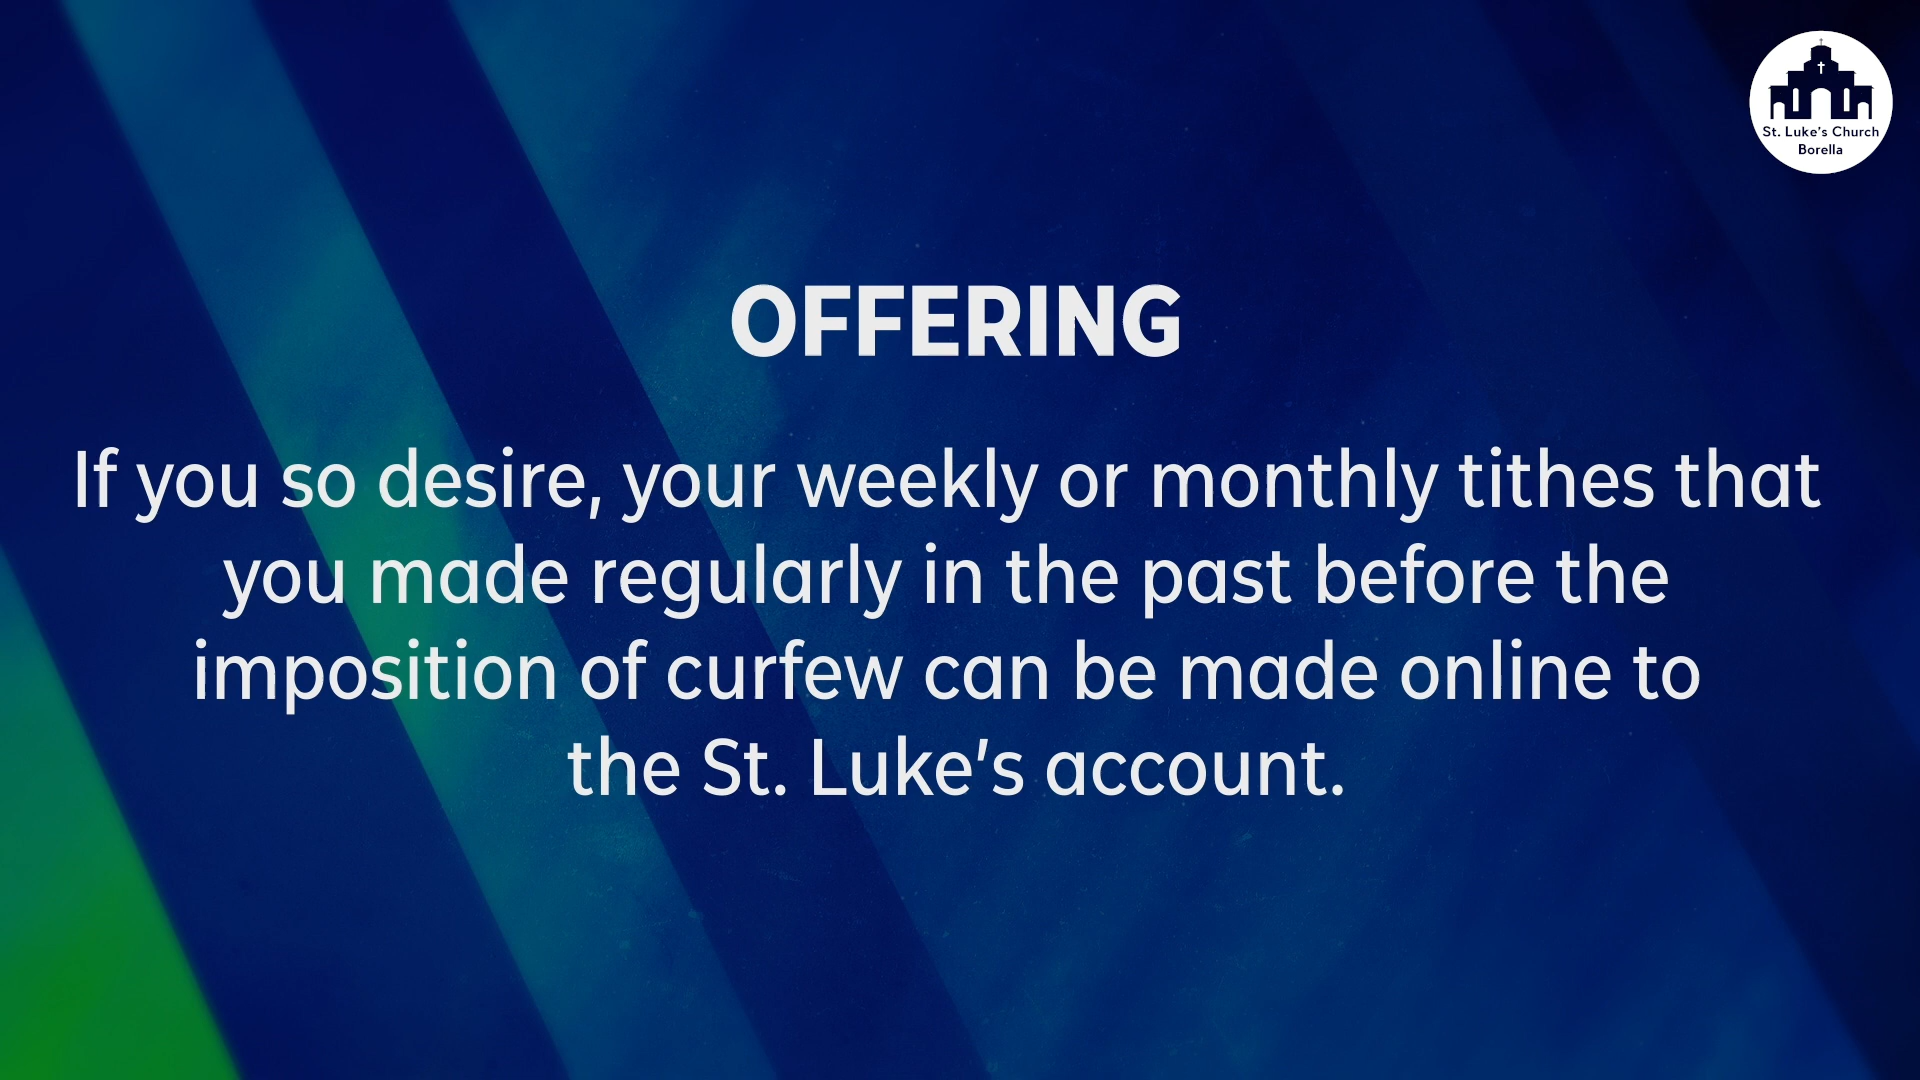 St. Luke's Church
Borella
OFFERING
If you so desire, your weekly or monthly tithes that
you made regularly in the past before the
imposition of curfew can be made online to
the St. Luke's account.